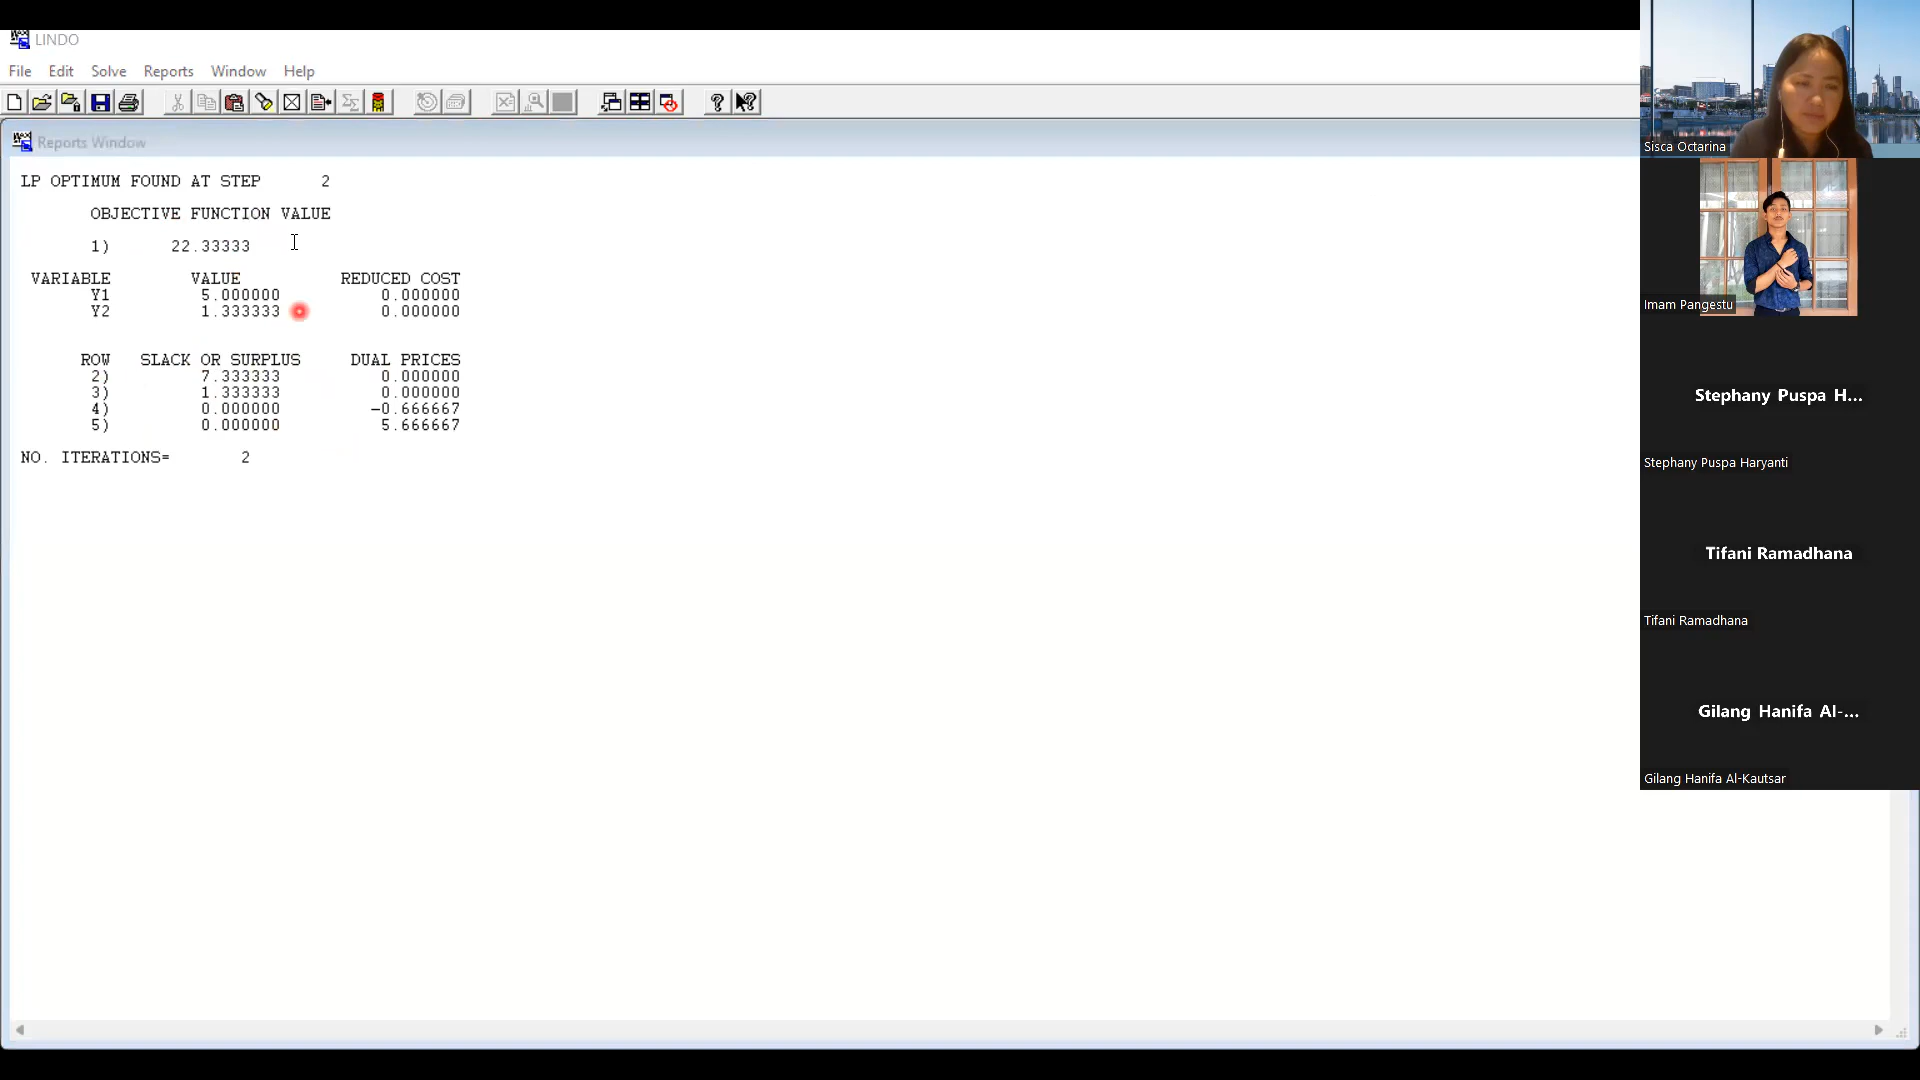 LINDO
File Edit Solve Reports Window Help
Reports Window
LP OPTIMUM FOUND AT STEP 2
OBJECTIVE FUNCTION VALUE
1) 22.33333
VARIABLE VALUE REDUCED COST
Y1 5.000000 0.000000
Y2 1.333333 0.000000
ROW SLACK OR SURPLUS DUAL PRICES
2) 7.333333 0.000000
3) 1.333333 0.000000
4) 0.000000 -0.666667
5) 0.000000 5.666667
NO. ITERATIONS= 2
Sisca Octarina
Imam Pangestu
Stephany Puspa H...
Stephany Puspa Haryanti
Tifani Ramadhana
Tifani Ramadhana
Gilang Hanifa Al-...
Gilang Hanifa Al-Kautsar